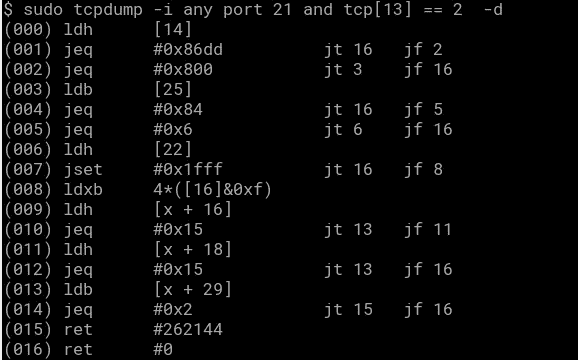 $ sudo tcpdump -i any port 21 and tcp[13] == 2  -d
(000) ldh      [14]
(001) jeq      #0x86dd          jt 16   jf 2
(002) jeq      #0x800           jt 3    jf 16
(003) ldb      [25]
(004) jeq      #0x84            jt 16   jf 5
(005) jeq      #0x6             jt 6    jf 16
(006) ldh      [22]
(007) jset     #0x1fff          jt 16   jf 8
(008) ldxb     4*([16]&0xf)
(009) ldh      [x + 16]
(010) jeq      #0x15            jt 13   jf 11
(011) ldh      [x + 18]
(012) jeq      #0x15            jt 13   jf 16
(013) ldb      [x + 29]
(014) jeq      #0x2             jt 15   jf 16
(015) ret      #262144
(016) ret      #0